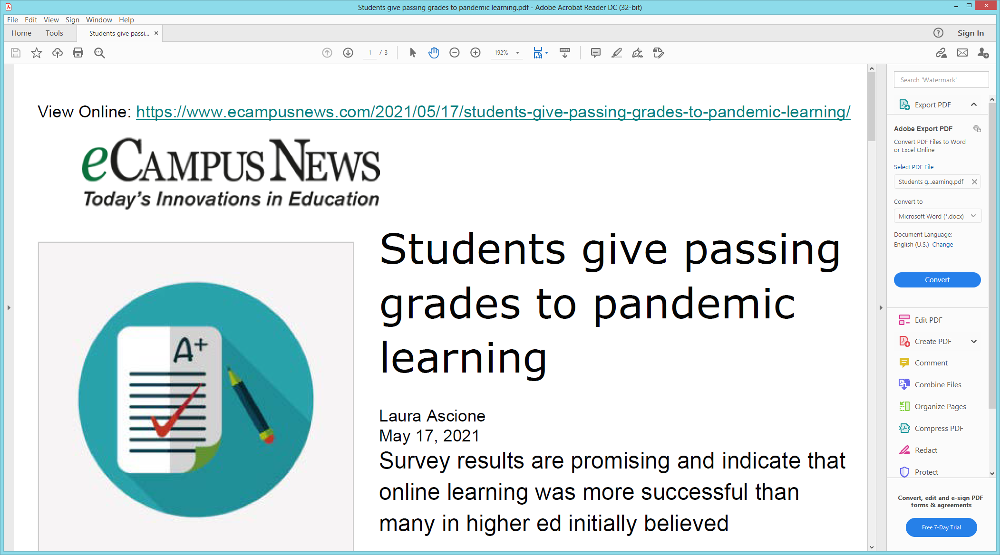 Students give passing grades to pandemic learning.pdf - Adobe Acrobat Reader DC (32-bit)
File Edit View Sign Window Help
Home Tools Students give passi... Sign In
1 / 3 192%
View Online: https://www.ecampusnews.com/2021/05/17/students-give-passing-grades-to-pandemic-learning/
eCampus News
Today's Innovations in Education
A+
Students give passing
grades to pandemic
learning
Laura Ascione
May 17, 2021
Survey results are promising and indicate that
online learning was more successful than
many in higher ed initially believed
Search 'Watermark'
Export PDF
Adobe Export PDF
Convert PDF Files to Word
or Excel Online
Select PDF File
Students g...earning.pdf
Convert to
Microsoft Word (*.docx)
Document Language:
English (U.S.) Change
Convert
Edit PDF
Create PDF
Comment
Combine Files
Organize Pages
Compress PDF
Redact
Protect
Convert, edit and e-sign PDF
forms & agreements
Free 7-Day Trial